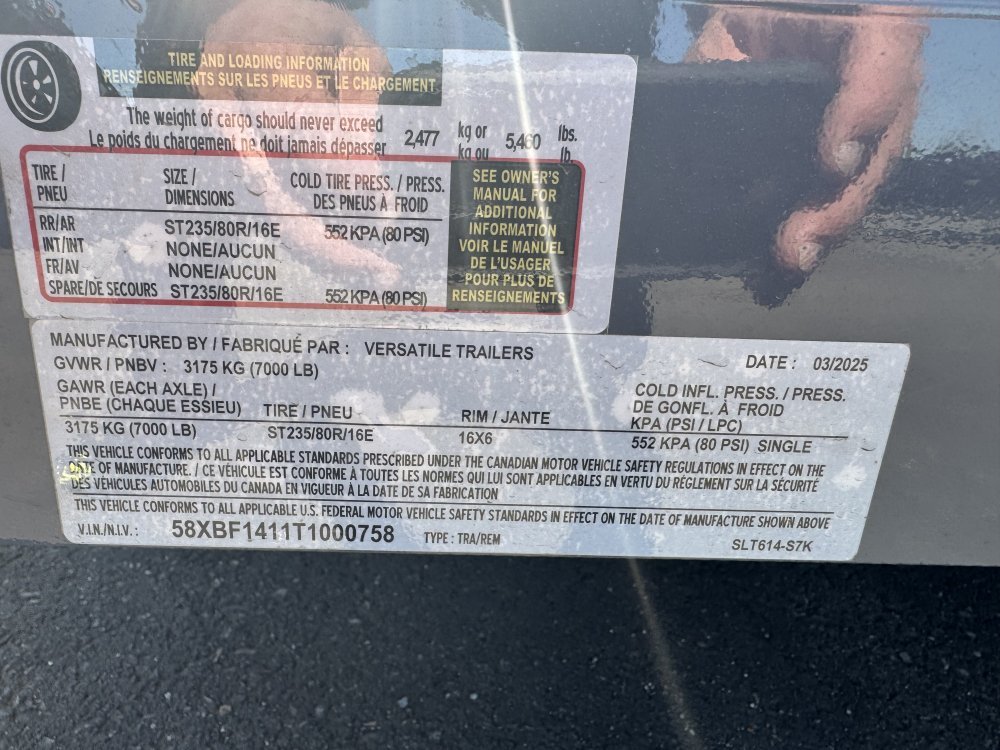 TIRE AND LOADING INFORMATION
RENSEIGNEMENTS SUR LES PNEUS ET LE CHARGEMENT
The weight of cargo should never exceed
Le poids du chargement ne doit jamais dépasser 2,477 kg or 5,460 lbs.
kg ou lb.
TIRE / SIZE / COLD TIRE PRESS. / PRESS.
PNEU DIMENSIONS DES PNEUS À FROID
RR/AR ST235/80R/16E 552 KPA (80 PSI)
INT/INT NONE/AUCUN
FR/AV NONE/AUCUN
SPARE/DE SECOURS ST235/80R/16E 552 KPA (80 PSI)
SEE OWNER'S
MANUAL FOR
ADDITIONAL
INFORMATION
VOIR LE MANUEL
DE L'USAGER
POUR PLUS DE
RENSEIGNEMENTS
MANUFACTURED BY / FABRIQUÉ PAR : VERSATILE TRAILERS DATE : 03/2025
GVWR / PNBV : 3175 KG (7000 LB)
GAWR (EACH AXLE) / COLD INFL. PRESS. / PRESS.
PNBE (CHAQUE ESSIEU) TIRE / PNEU RIM / JANTE DE GONFL. À FROID
KPA (PSI / LPC)
3175 KG (7000 LB) ST235/80R/16E 16X6 552 KPA (80 PSI) SINGLE
THIS VEHICLE CONFORMS TO ALL APPLICABLE STANDARDS PRESCRIBED UNDER THE CANADIAN MOTOR VEHICLE SAFETY REGULATIONS IN EFFECT ON THE
DATE OF MANUFACTURE. / CE VÉHICULE EST CONFORME À TOUTES LES NORMES QUI LUI SONT APPLICABLES EN VERTU DU RÉGLEMENT SUR LA SÉCURITÉ
DES VÉHICULES AUTOMOBILES DU CANADA EN VIGUEUR À LA DATE DE SA FABRICATION
THIS VEHICLE CONFORMS TO ALL APPLICABLE U.S. FEDERAL MOTOR VEHICLE SAFETY STANDARDS IN EFFECT ON THE DATE OF MANUFACTURE SHOWN ABOVE
V.I.N./N.I.V. : 58XBF1411T1000758 TYPE : TRA/REM SLT614-S7K